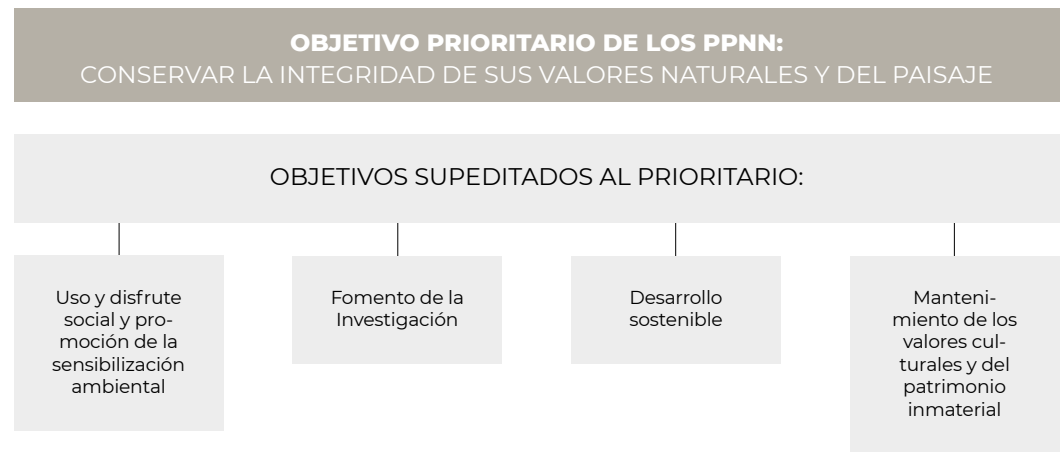 OBJETIVO PRIORITARIO DE LOS PPNN:
CONSERVAR LA INTEGRIDAD DE SUS VALORES NATURALES Y DEL PAISAJE
OBJETIVOS SUPEDITADOS AL PRIORITARIO:
Uso y disfrute
social y pro-
moción de la
sensibilización
ambiental
Fomento de la
Investigación
Desarrollo
sostenible
Manteni-
miento de los
valores cul-
turales y del
patrimonio
inmaterial